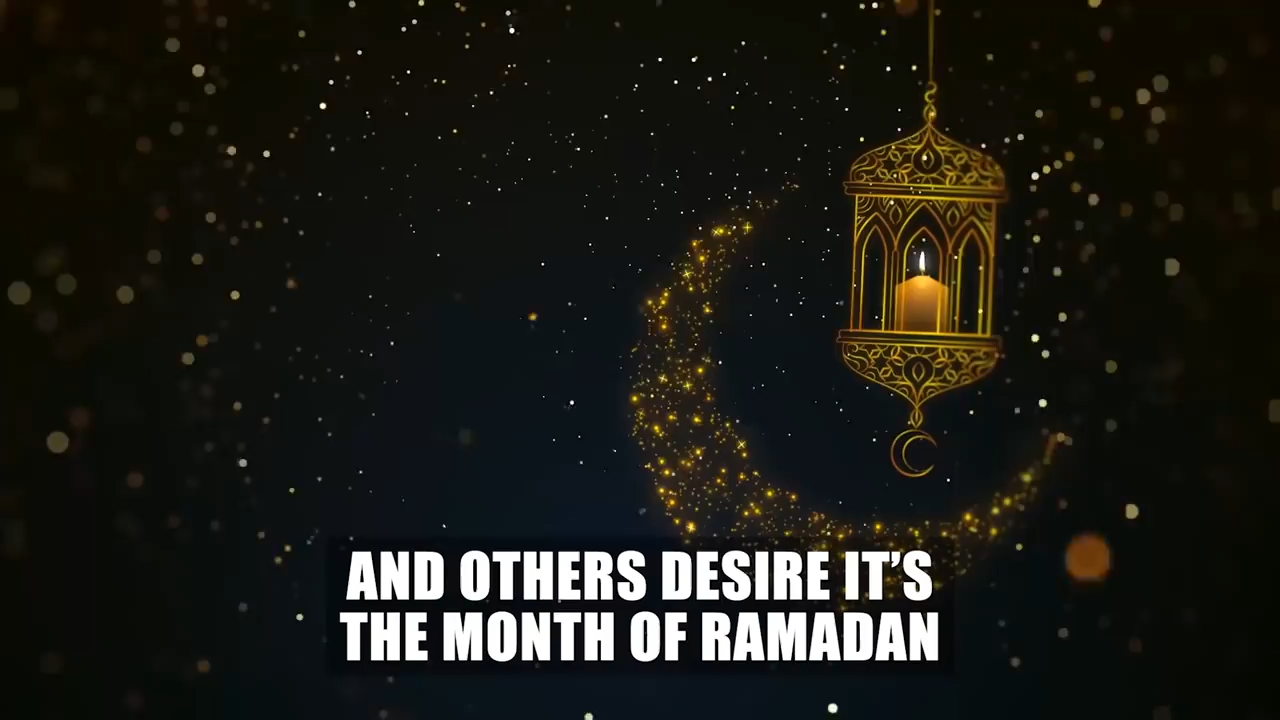 AND OTHERS DESIRE IT’S
THE MONTH OF RAMADAN